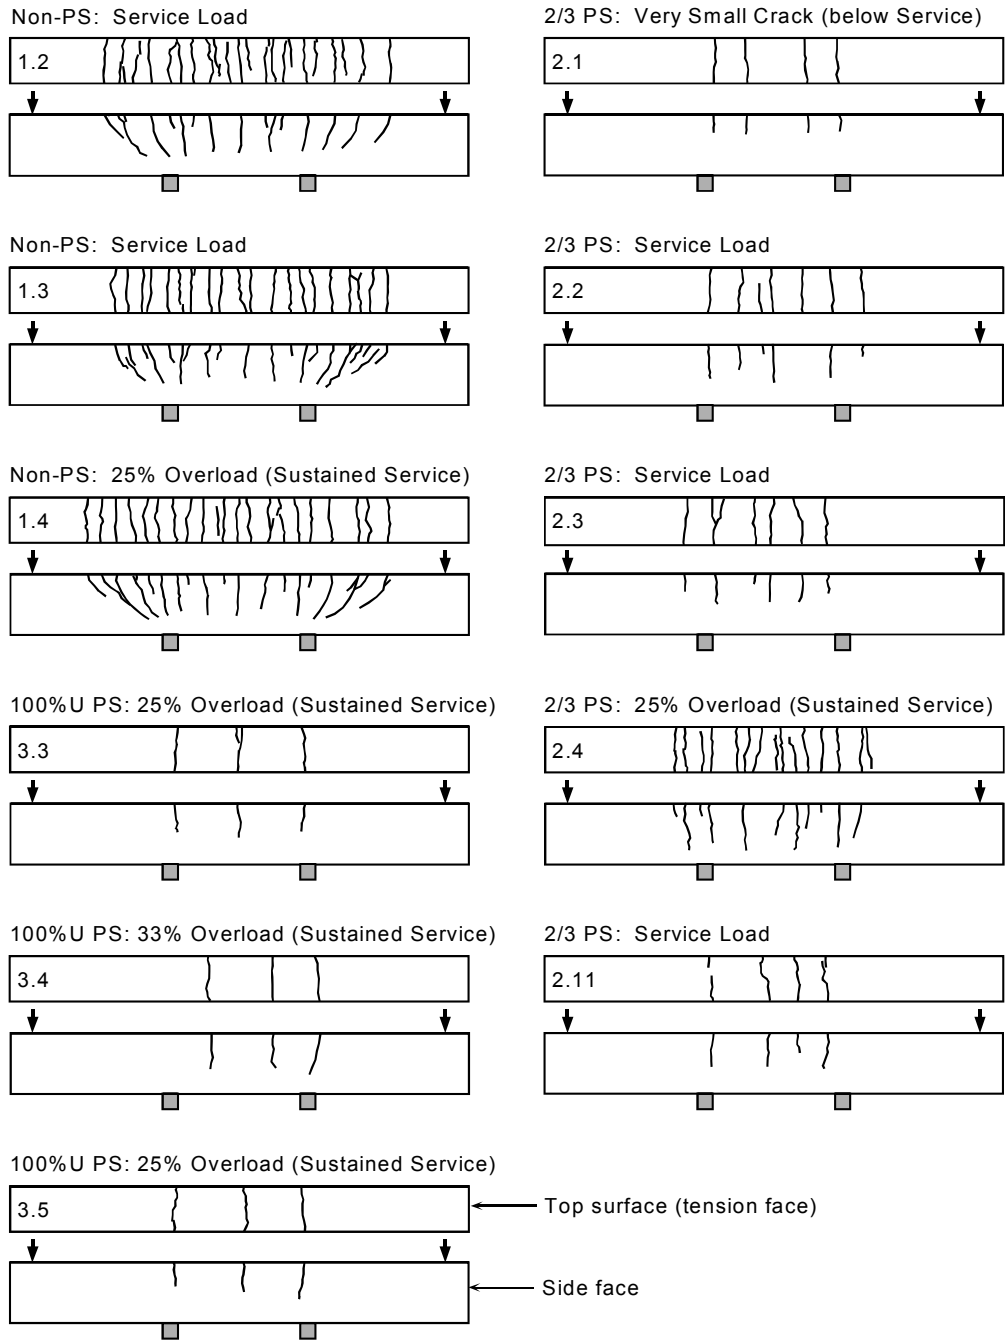 Non-PS: Service Load
1.2
2/3 PS: Very Small Crack (below Service)
2.1
Non-PS: Service Load
1.3
2/3 PS: Service Load
2.2
Non-PS: 25% Overload (Sustained Service)
1.4
2/3 PS: Service Load
2.3
100%U PS: 25% Overload (Sustained Service)
3.3
2/3 PS: 25% Overload (Sustained Service)
2.4
100%U PS: 33% Overload (Sustained Service)
3.4
2/3 PS: Service Load
2.11
100%U PS: 25% Overload (Sustained Service)
3.5
Top surface (tension face)
Side face